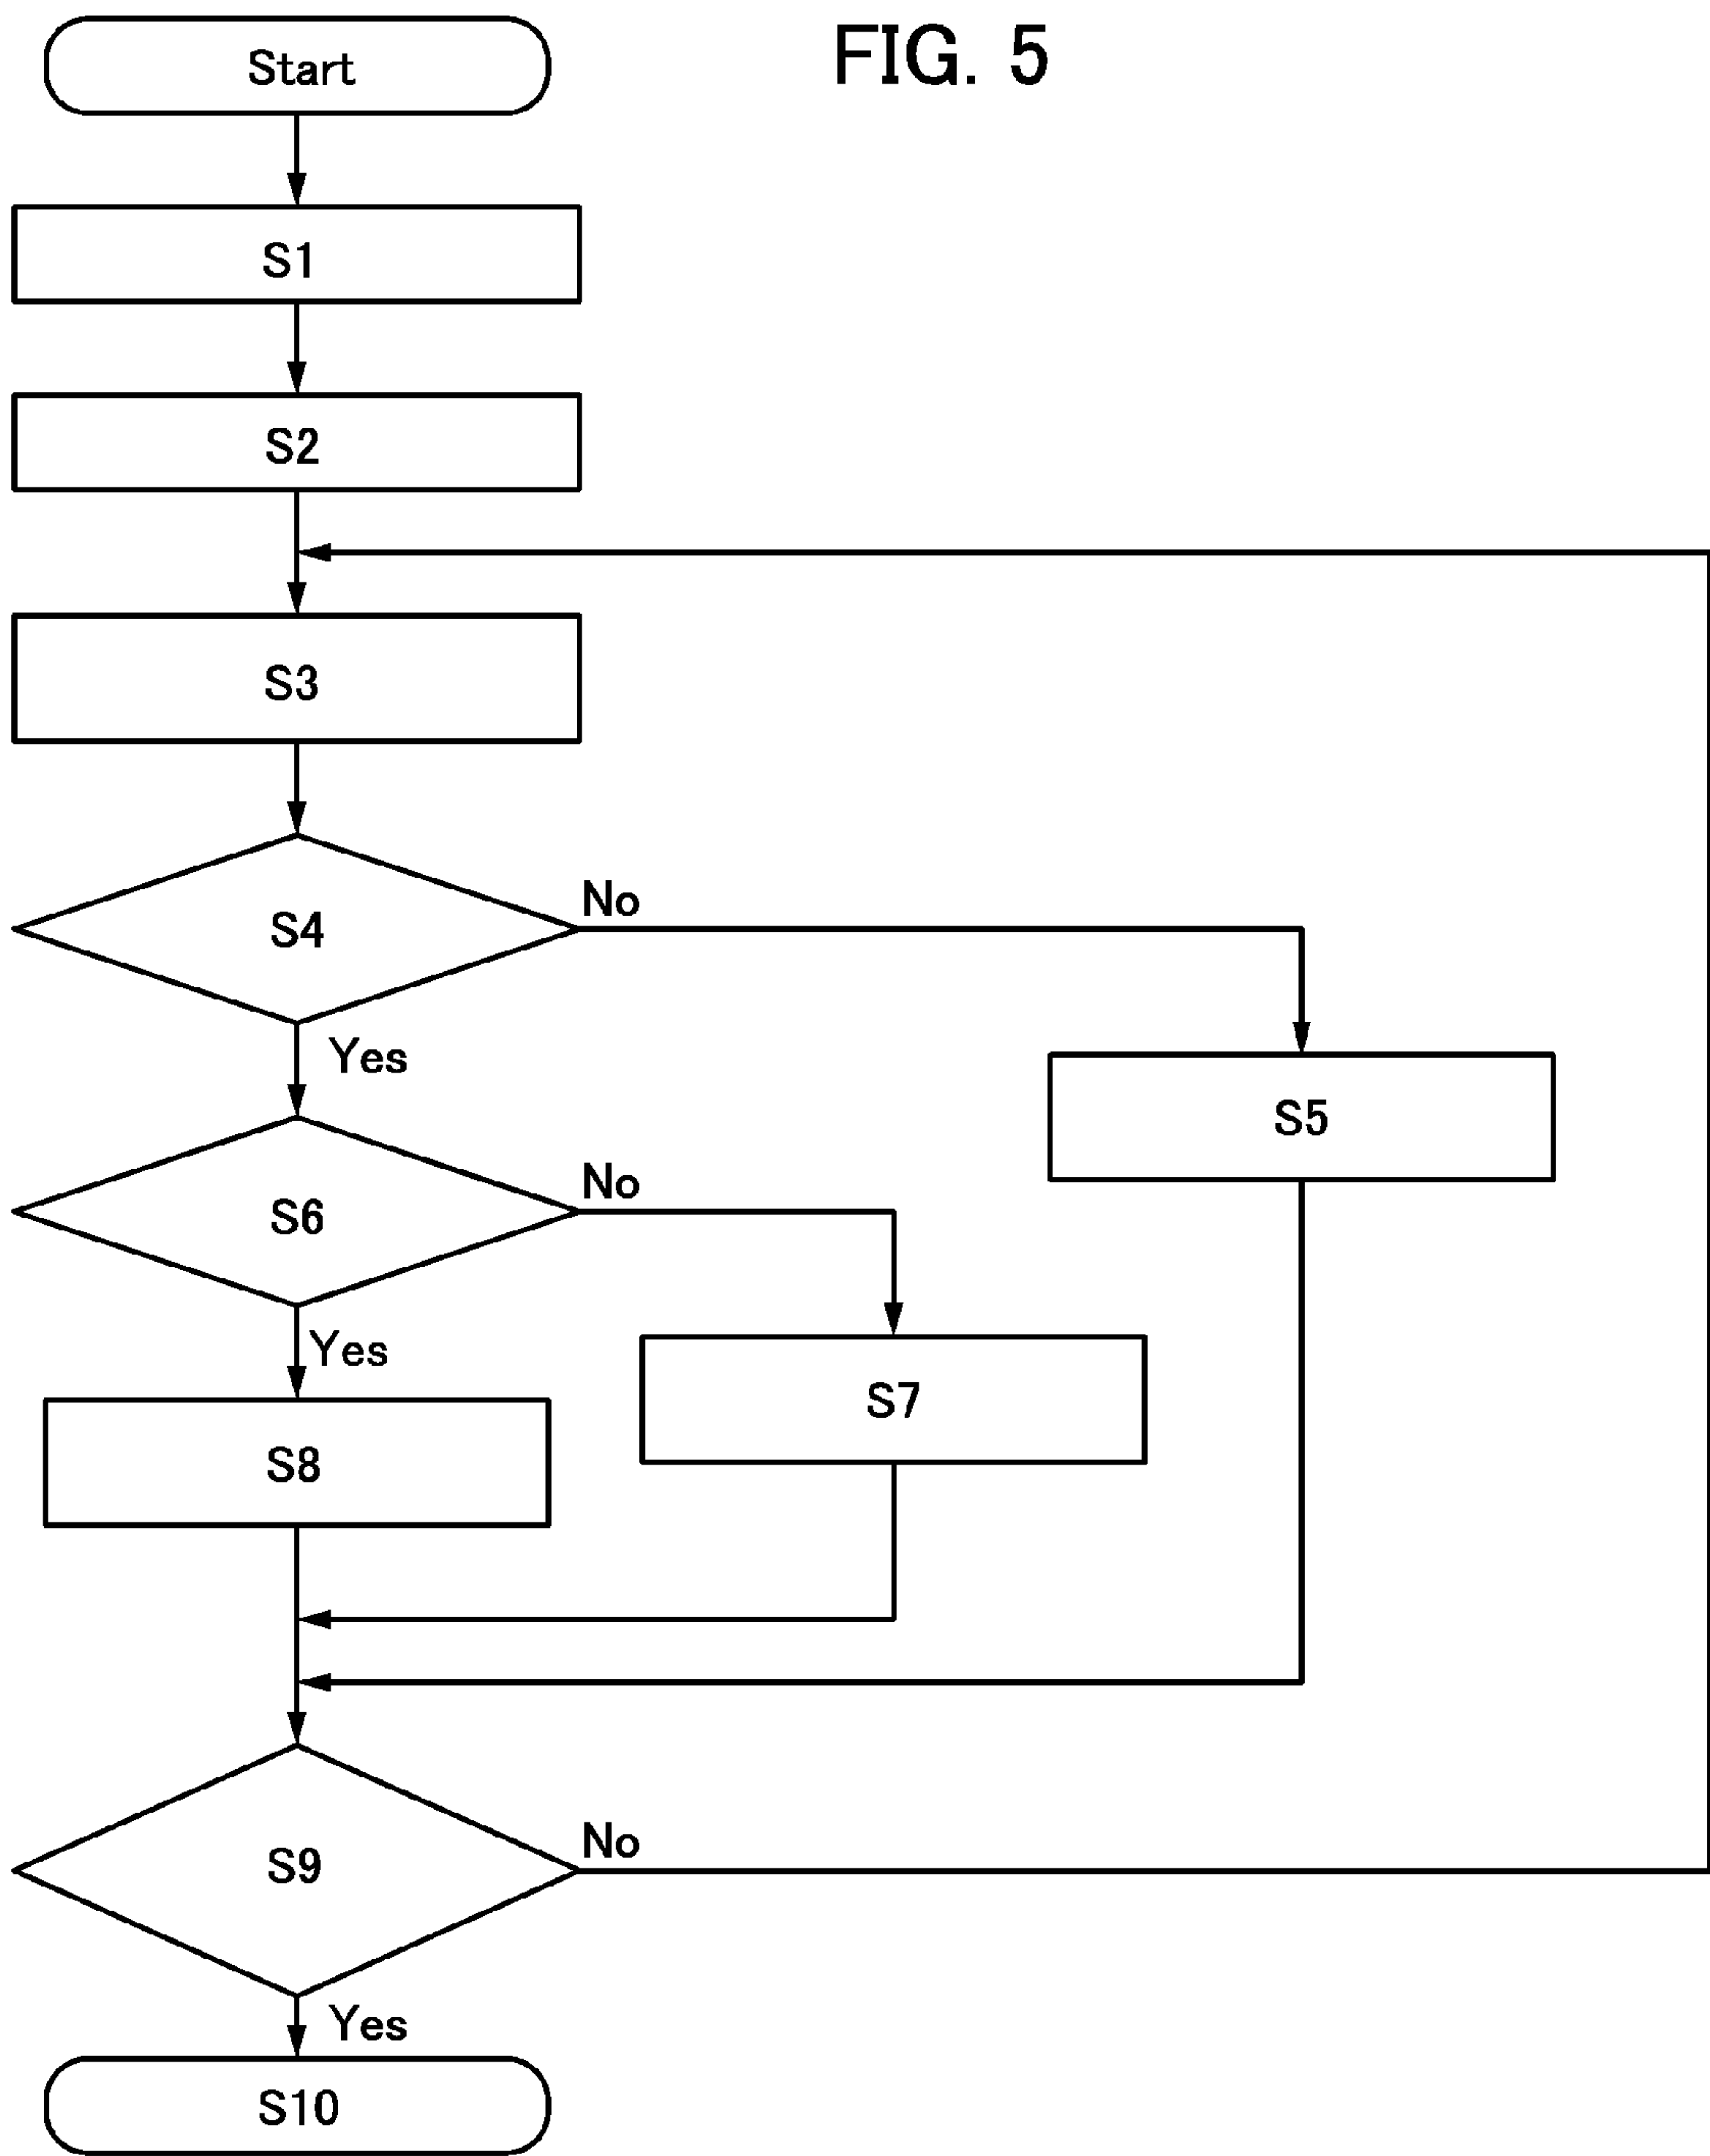 FIG. 5
Start
S1
S2
S3
S4
No
Yes
S5
S6
No
Yes
S7
S8
S9
No
Yes
S10